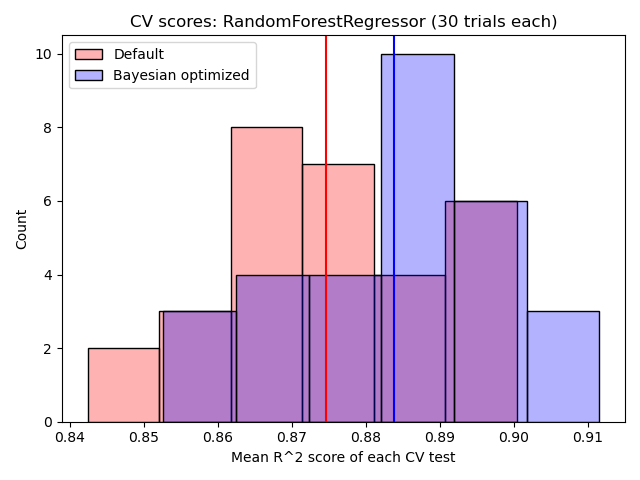 CV scores: RandomForestRegressor (30 trials each)
Default
Bayesian optimized
Count
10
8
6
4
2
0
0.84 0.85 0.86 0.87 0.88 0.89 0.90 0.91
Mean R^2 score of each CV test